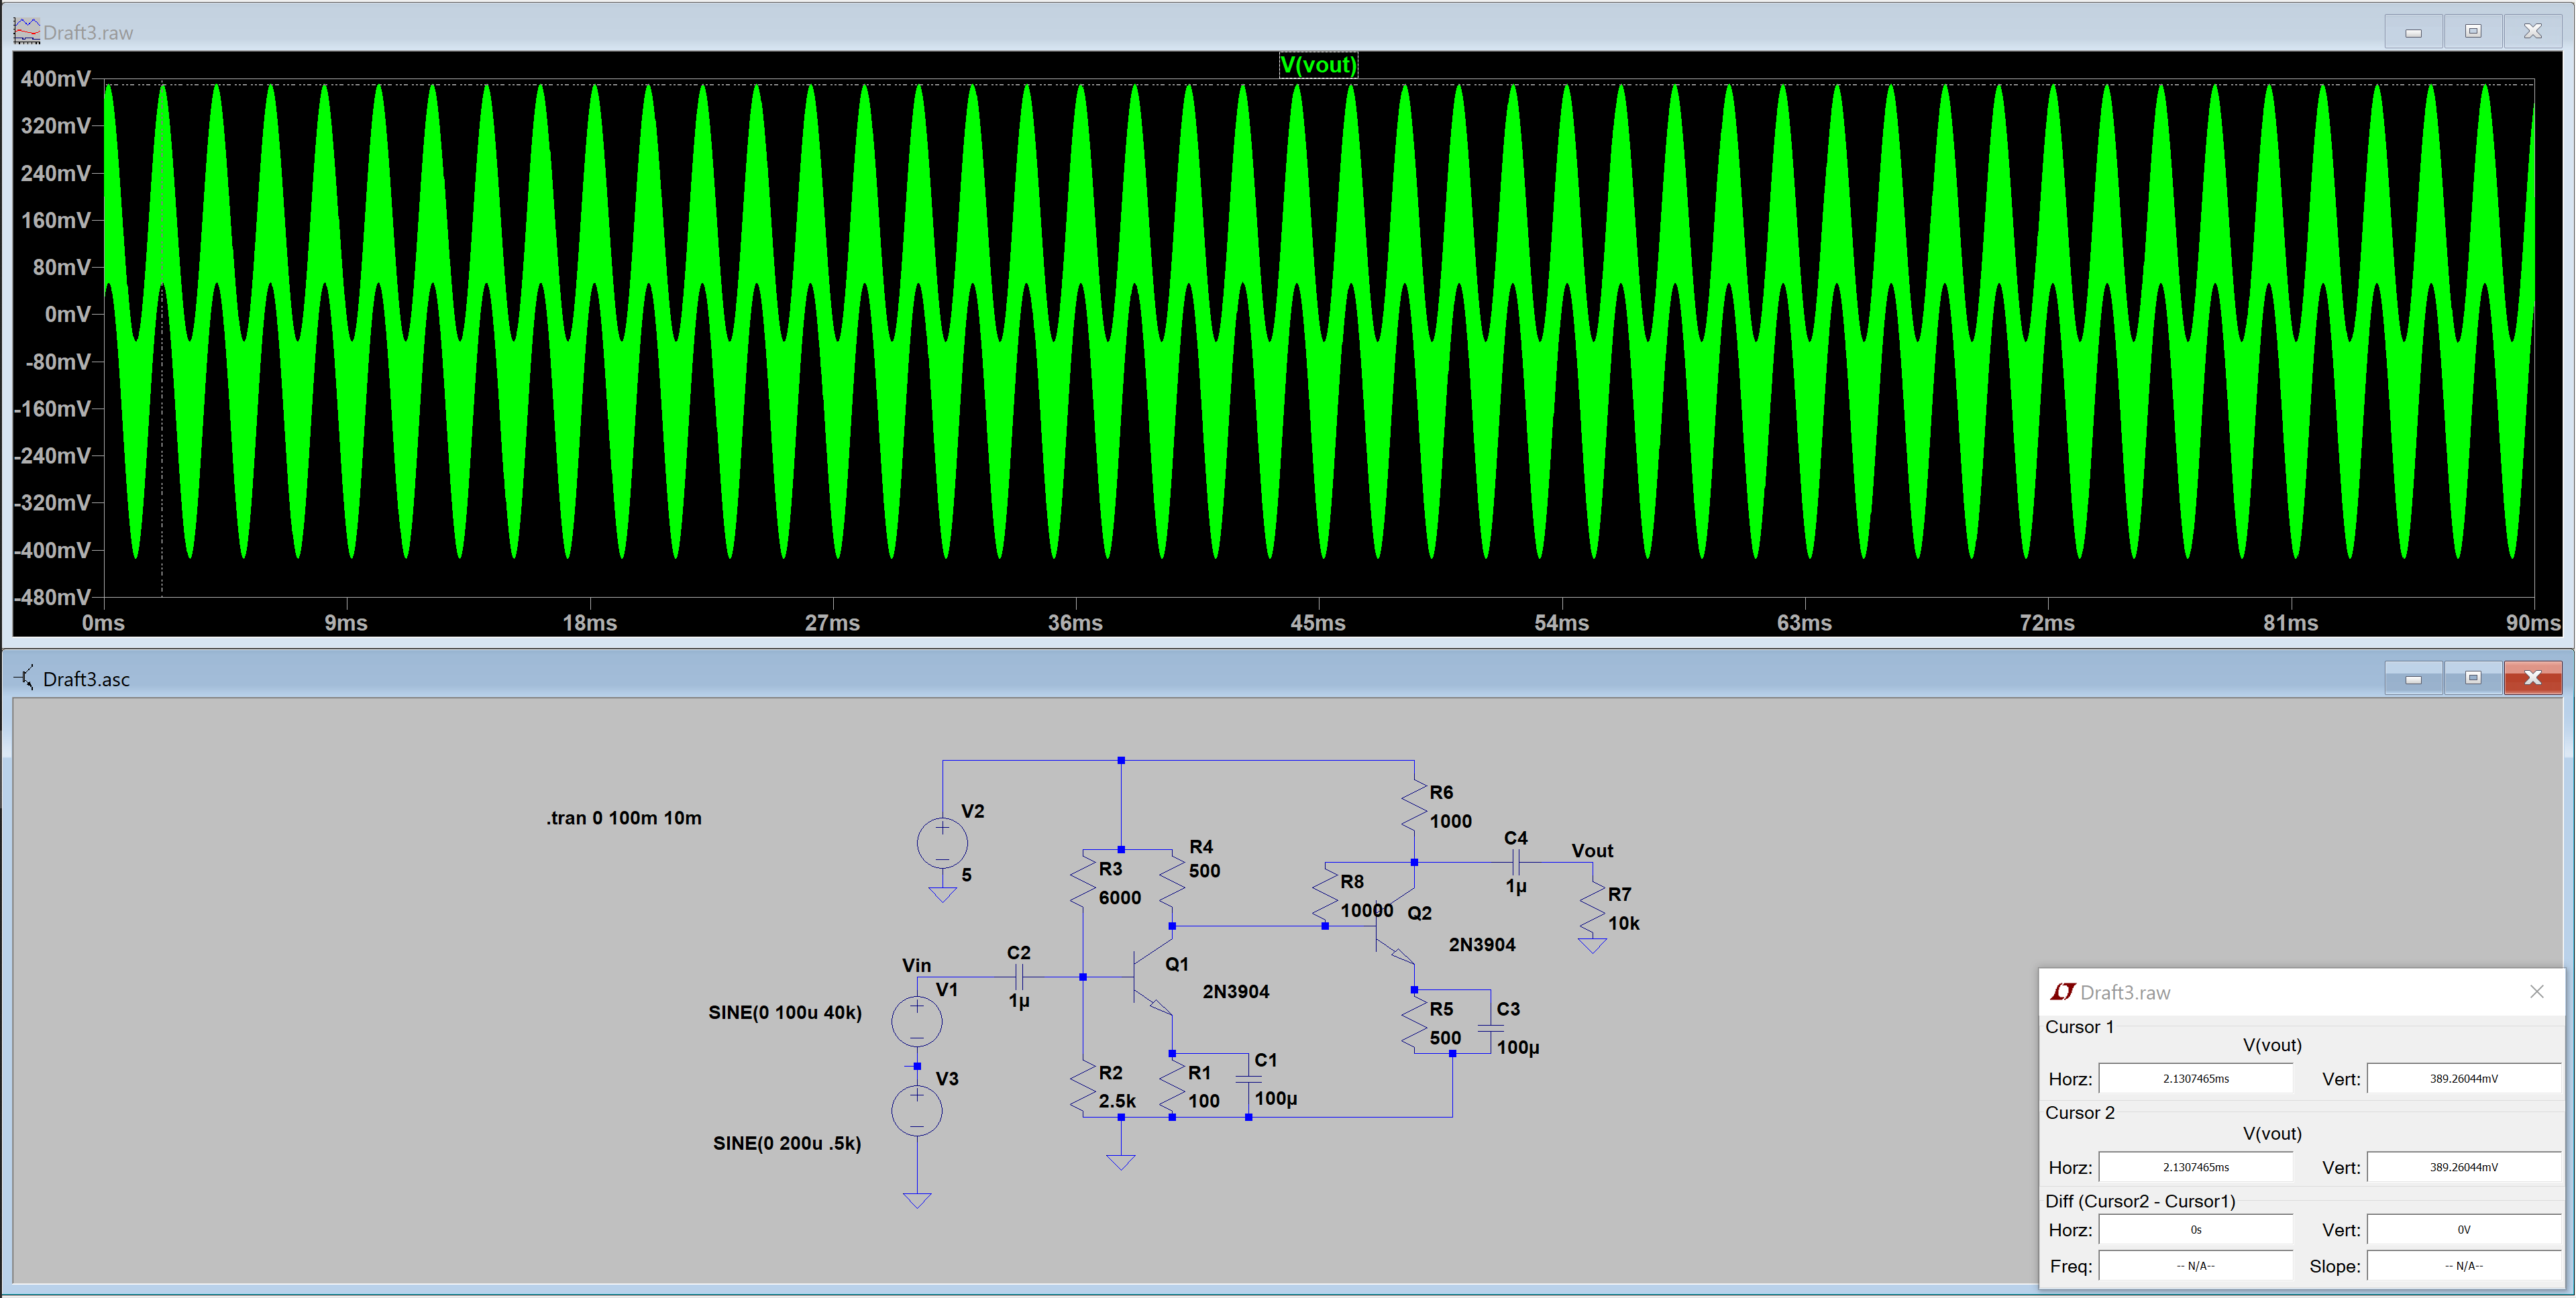 Draft3.raw
V(vout)
400mV
320mV
240mV
160mV
80mV
0mV
-80mV
-160mV
-240mV
-320mV
-400mV
-480mV
0ms 9ms 18ms 27ms 36ms 45ms 54ms 63ms 72ms 81ms 90ms
Draft3.asc
.tran 0 100m 10m
V2
5
R3
6000
R4
500
R6
1000
C4
1µ
Vout
R7
10k
R8
10000
Q2
2N3904
C2
1µ
Vin
V1
SINE(0 100u 40k)
Q1
2N3904
R5
500
C3
100µ
V3
SINE(0 200u .5k)
R2
2.5k
R1
100
C1
100µ
Draft3.raw
Cursor 1
V(vout)
Horz: 2.1307465ms Vert: 389.26044mV
Cursor 2
V(vout)
Horz: 2.1307465ms Vert: 389.26044mV
Diff (Cursor2 - Cursor1)
Horz: 0s Vert: 0V
Freq: -- N/A-- Slope: -- N/A--